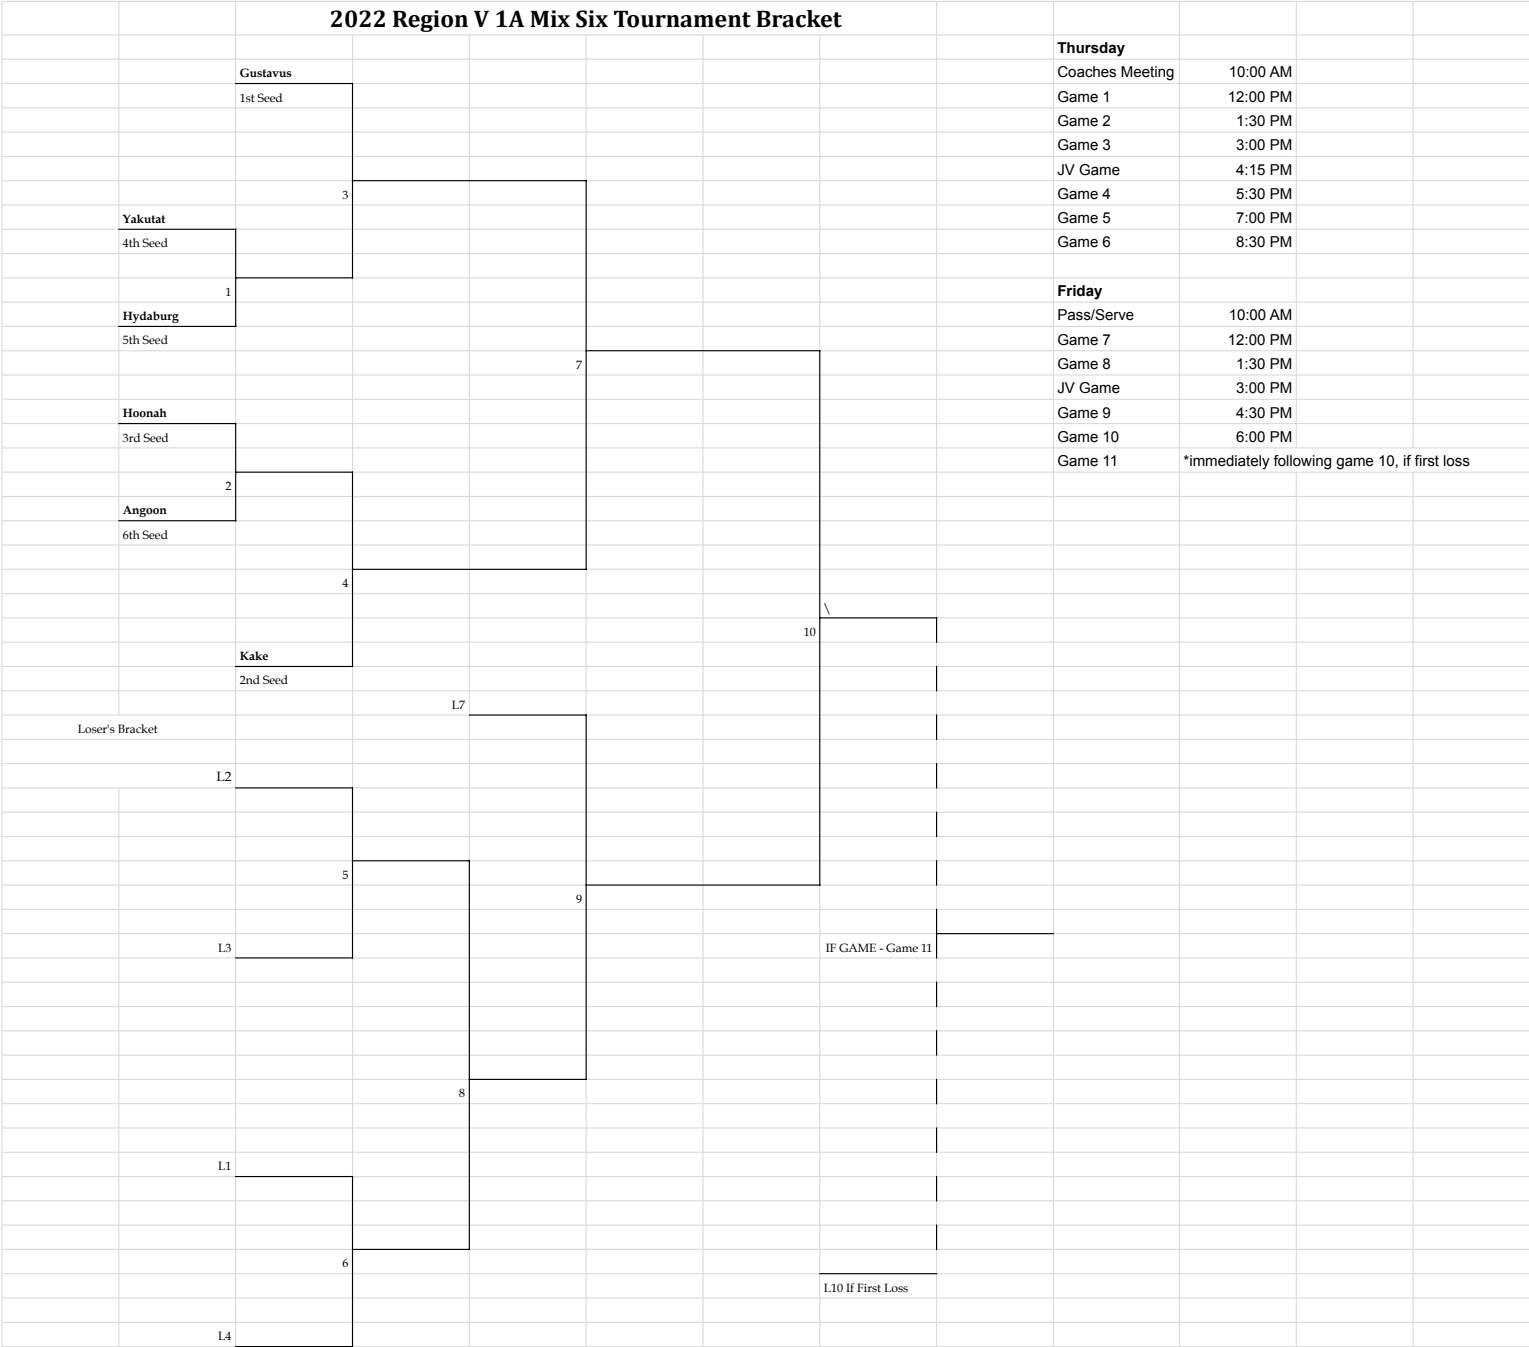 2022 Region V 1A Mix Six Tournament Bracket
Thursday
Gustavus
Coaches Meeting 10:00 AM
1st Seed
Game 1 12:00 PM
Game 2 1:30 PM
Game 3 3:00 PM
JV Game 4:15 PM
3
Game 4 5:30 PM
Yakutat
Game 5 7:00 PM
4th Seed
Game 6 8:30 PM
1
Friday
Hydaburg
Pass/Serve 10:00 AM
5th Seed
Game 7 12:00 PM
7
Game 8 1:30 PM
JV Game 3:00 PM
Hoonah
Game 9 4:30 PM
3rd Seed
Game 10 6:00 PM
Game 11 *immediately following game 10, if first loss
2
Angoon
6th Seed
4
\
10
Kake
2nd Seed
L7
Loser's Bracket
L2
5
9
L3
IF GAME - Game 11
8
L1
6
L10 If First Loss
L4